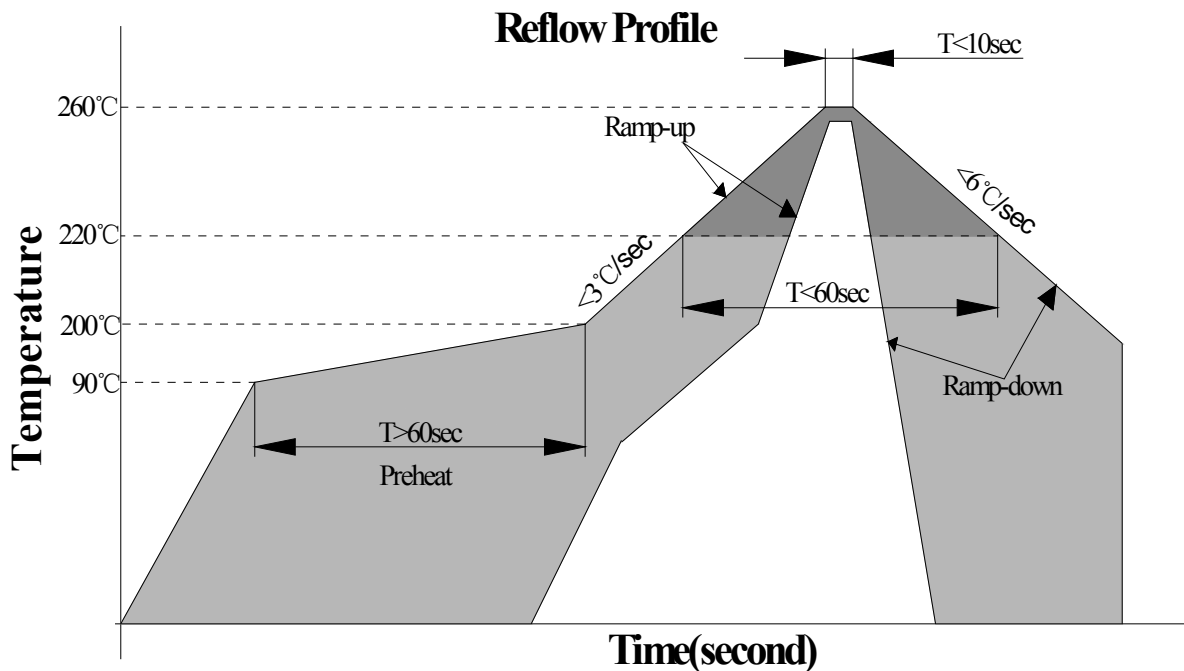 Reflow Profile
T<10sec
260℃
Ramp-up
<6℃/sec
220℃
<3℃/sec
T<60sec
200℃
90℃
Ramp-down
T>60sec
Preheat
Temperature
Time(second)